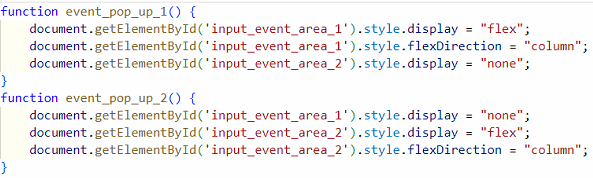 function event_pop_up_1() {
    document.getElementById('input_event_area_1').style.display = "flex";
    document.getElementById('input_event_area_1').style.flexDirection = "column";
    document.getElementById('input_event_area_2').style.display = "none";
}
function event_pop_up_2() {
    document.getElementById('input_event_area_1').style.display = "none";
    document.getElementById('input_event_area_2').style.display = "flex";
    document.getElementById('input_event_area_2').style.flexDirection = "column";
}